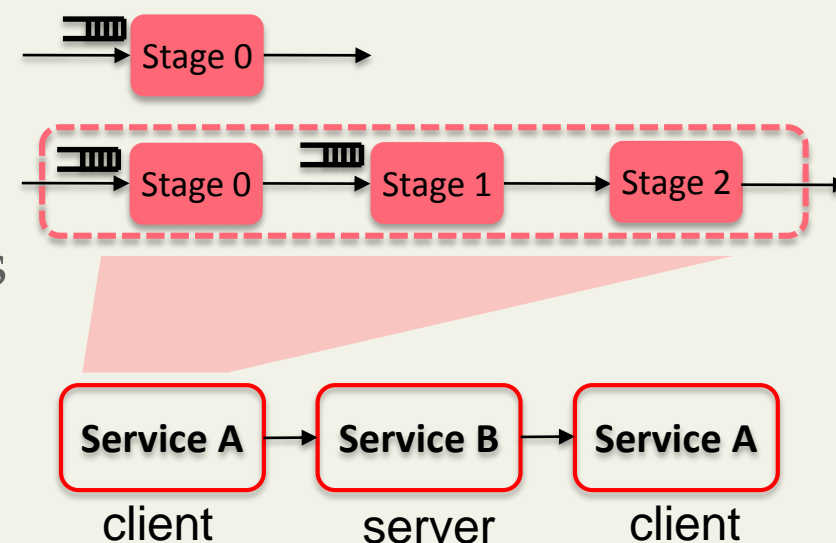 Stage 0
Stage 0 Stage 1 Stage 2
s
Service A Service B Service A
client server client